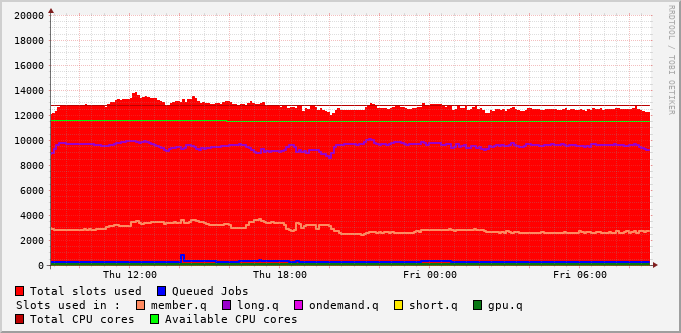 RRDTOOL / TOBI OETIKER
20000
18000
16000
14000
12000
10000
8000
6000
4000
2000
0
Thu 12:00 Thu 18:00 Fri 00:00 Fri 06:00
Total slots used Queued Jobs
Slots used in : member.q long.q ondemand.q short.q gpu.q
Total CPU cores Available CPU cores